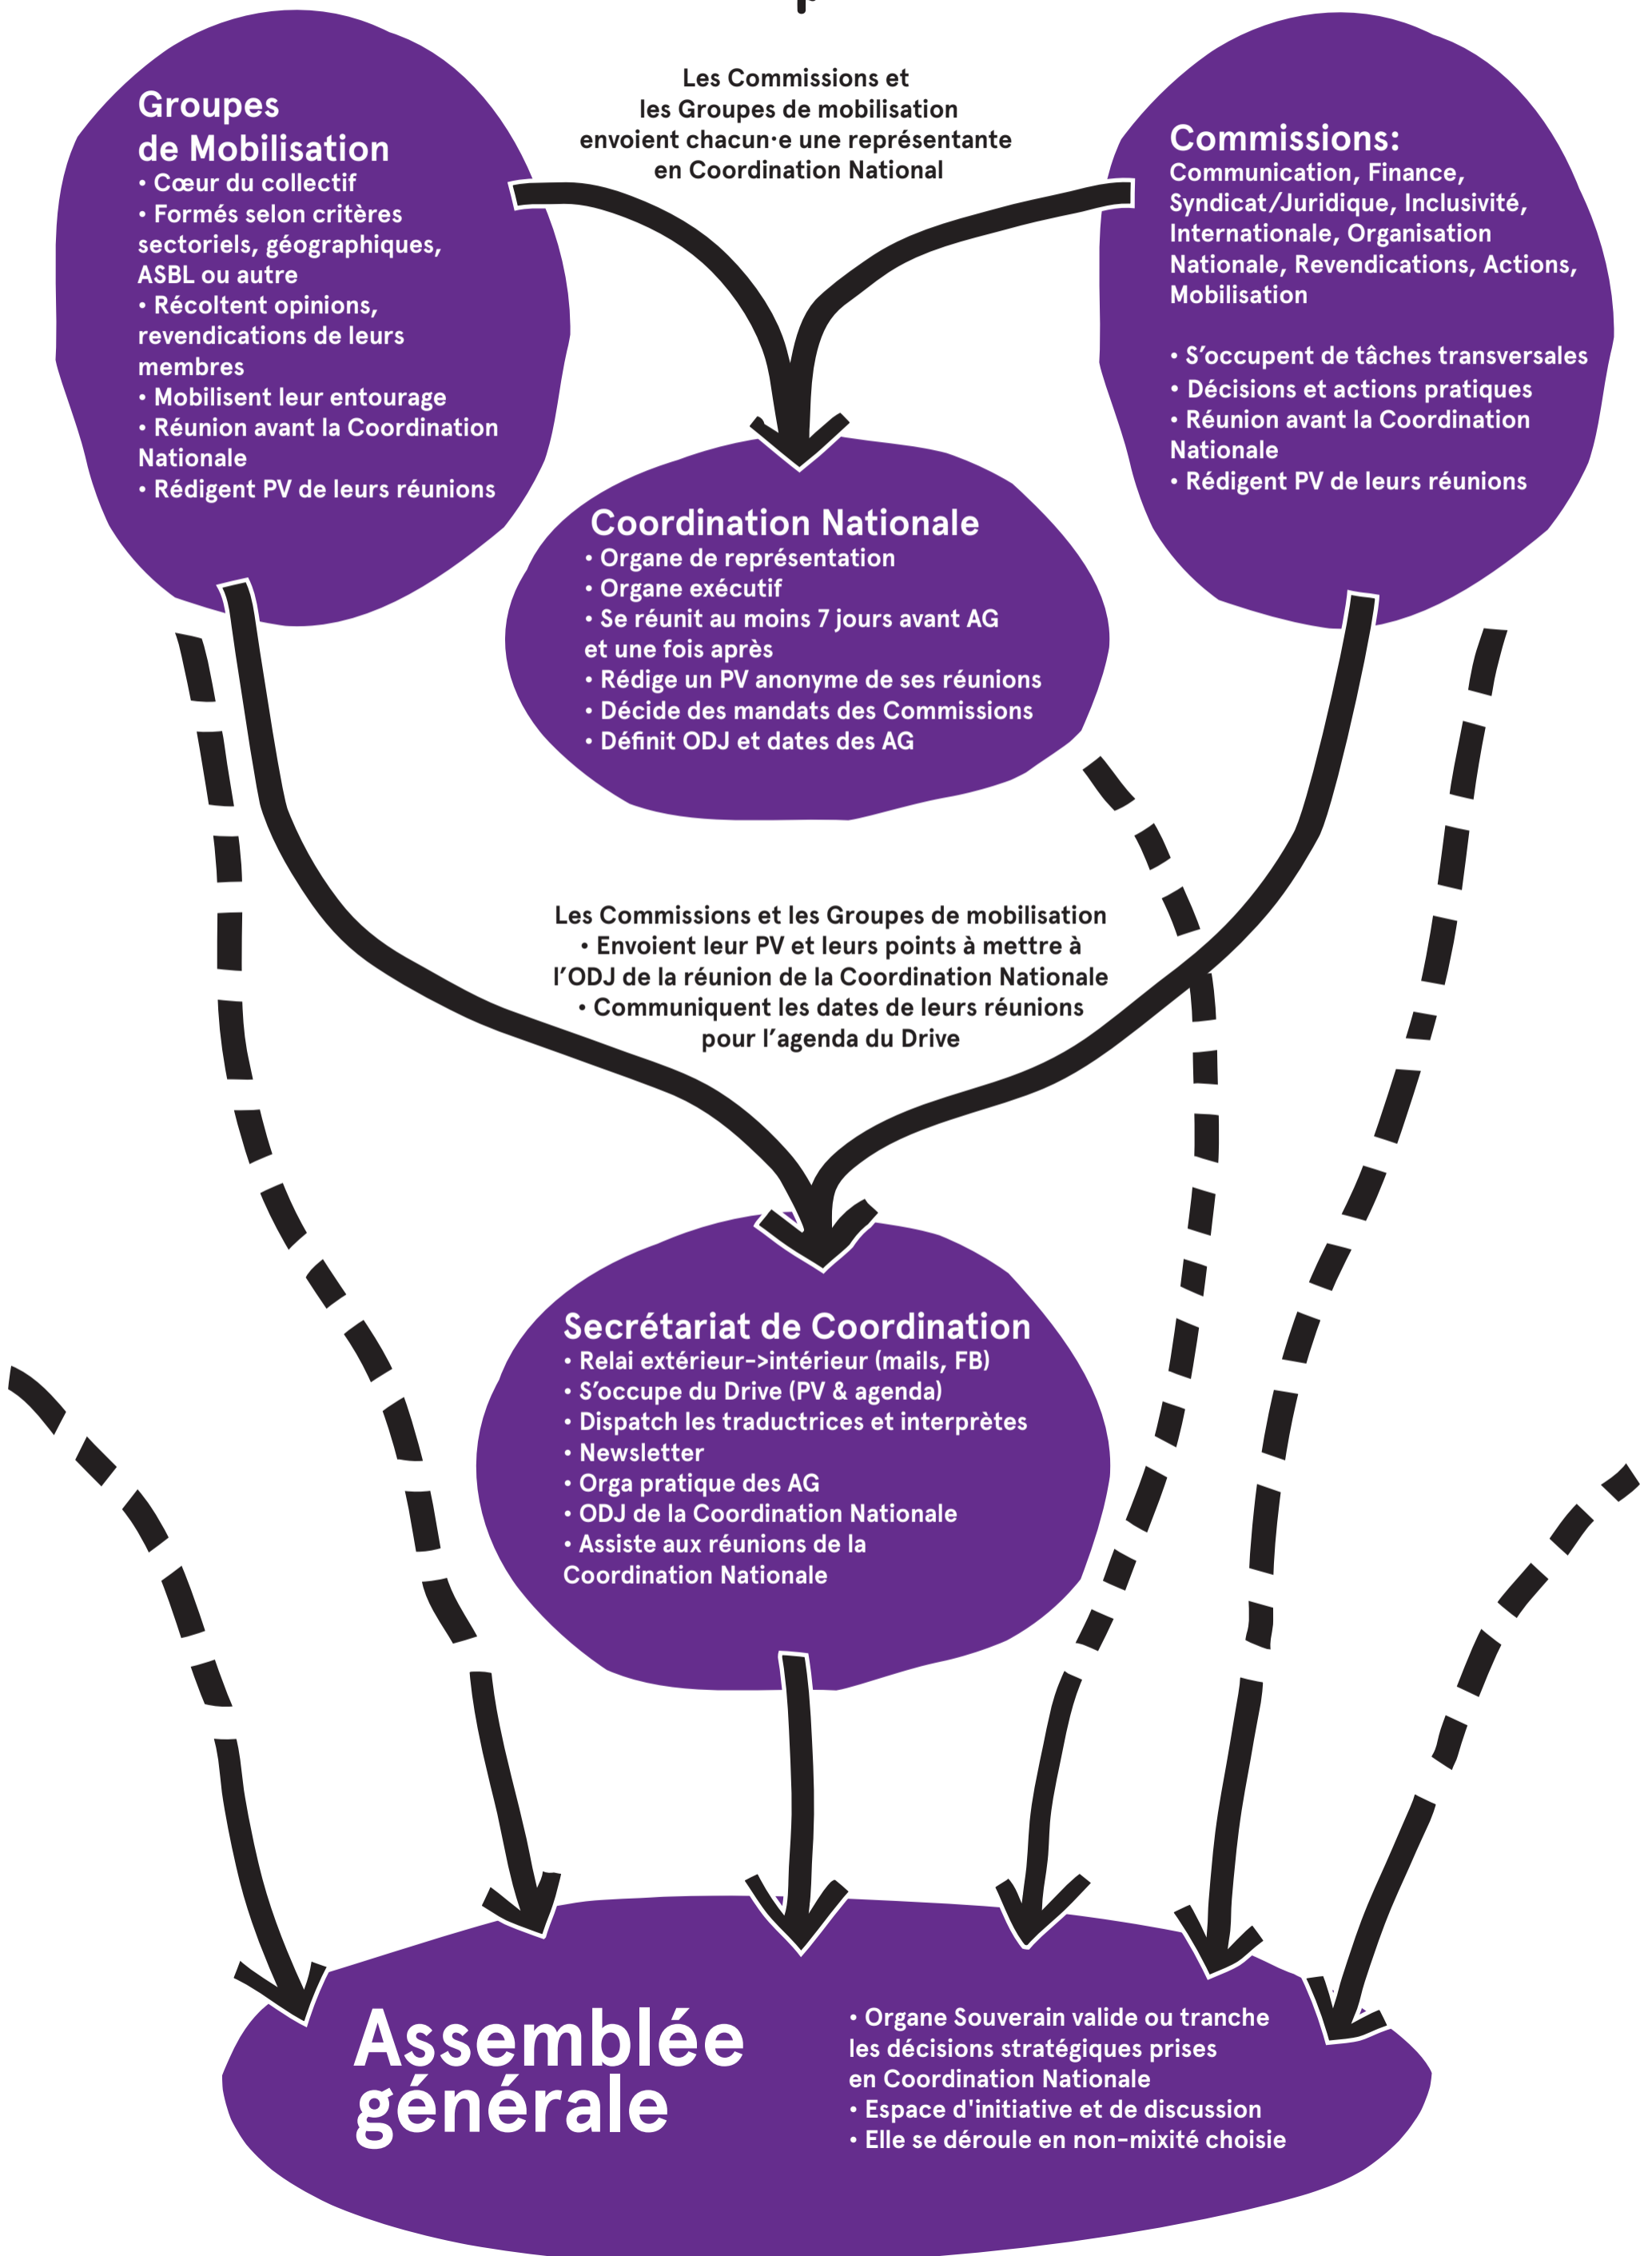 Groupes
de Mobilisation
• Cœur du collectif
• Formés selon critères
sectoriels, géographiques,
ASBL ou autre
• Récoltent opinions,
revendications de leurs
membres
• Mobilisent leur entourage
• Réunion avant la Coordination
Nationale
• Rédigent PV de leurs réunions
Les Commissions et
les Groupes de mobilisation
envoient chacun·e une représentante
en Coordination National
Commissions:
Communication, Finance,
Syndicat/Juridique, Inclusivité,
Internationale, Organisation
Nationale, Revendications, Actions,
Mobilisation
• S’occupent de tâches transversales
• Décisions et actions pratiques
• Réunion avant la Coordination
Nationale
• Rédigent PV de leurs réunions
Coordination Nationale
• Organe de représentation
• Organe exécutif
• Se réunit au moins 7 jours avant AG
et une fois après
• Rédige un PV anonyme de ses réunions
• Décide des mandats des Commissions
• Définit ODJ et dates des AG
Les Commissions et les Groupes de mobilisation
• Envoient leur PV et leurs points à mettre à
l’ODJ de la réunion de la Coordination Nationale
• Communiquent les dates de leurs réunions
pour l’agenda du Drive
Secrétariat de Coordination
• Relai extérieur->intérieur (mails, FB)
• S’occupe du Drive (PV & agenda)
• Dispatch les traductrices et interprètes
• Newsletter
• Orga pratique des AG
• ODJ de la Coordination Nationale
• Assiste aux réunions de la
Coordination Nationale
Assemblée
générale
• Organe Souverain valide ou tranche
les décisions stratégiques prises
en Coordination Nationale
• Espace d'initiative et de discussion
• Elle se déroule en non-mixité choisie